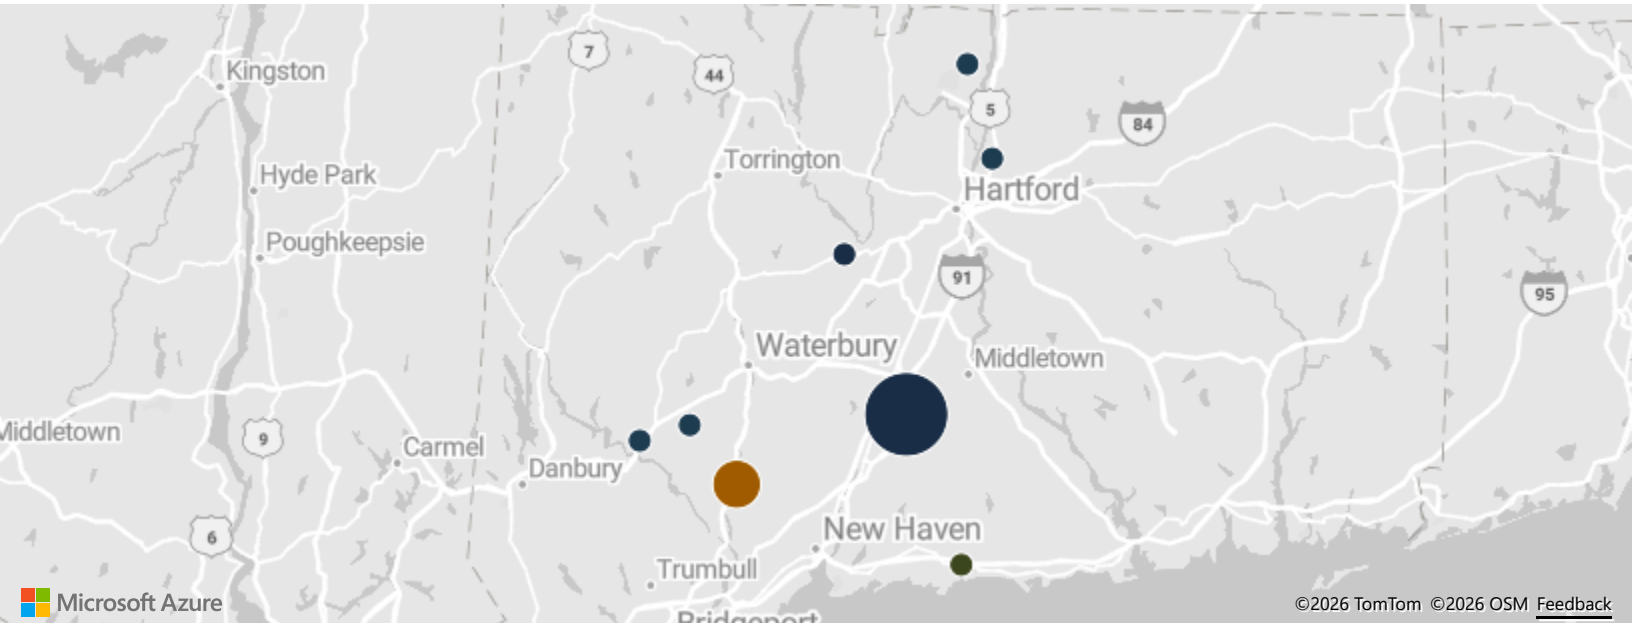 Kingston
7
44
5
84
Torrington
Hyde Park
Hartford
Poughkeepsie
91
95
Waterbury
Middletown
Middletown
9
Carmel
Danbury
6
New Haven
Trumbull
Bridgeport
Microsoft Azure
©2026 TomTom ©2026 OSM Feedback